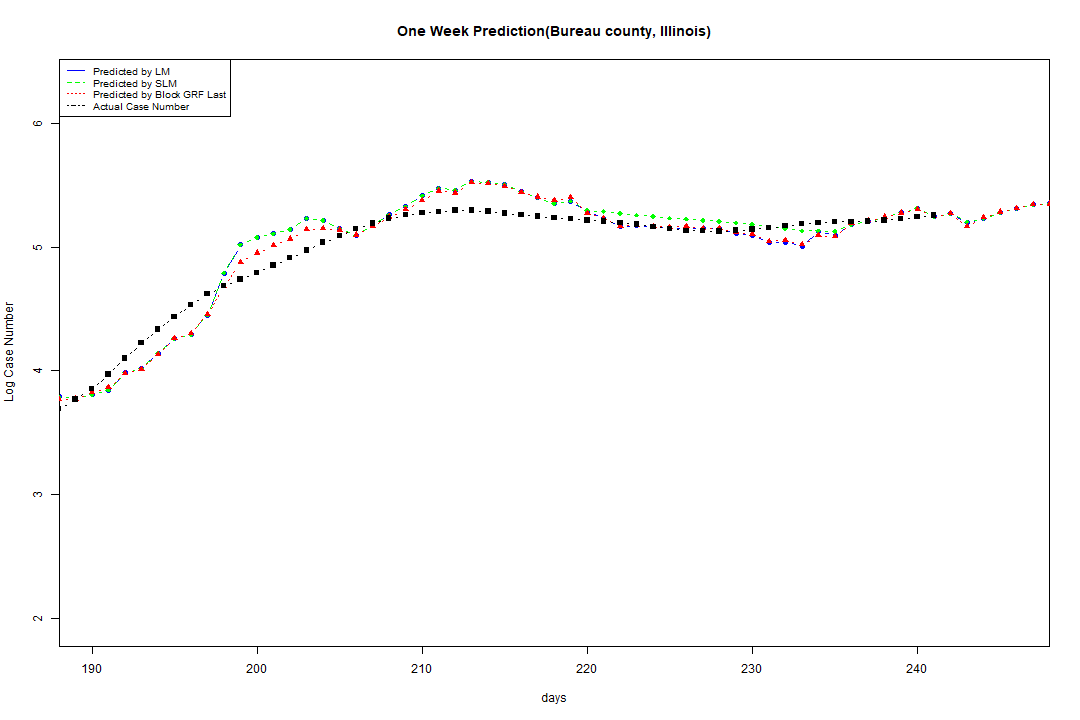 One Week Prediction(Bureau county, Illinois)
Predicted by LM
Predicted by SLM
Predicted by Block GRF Last
Actual Case Number
Log Case Number
6
5
4
3
2
190 200 210 220 230 240
days